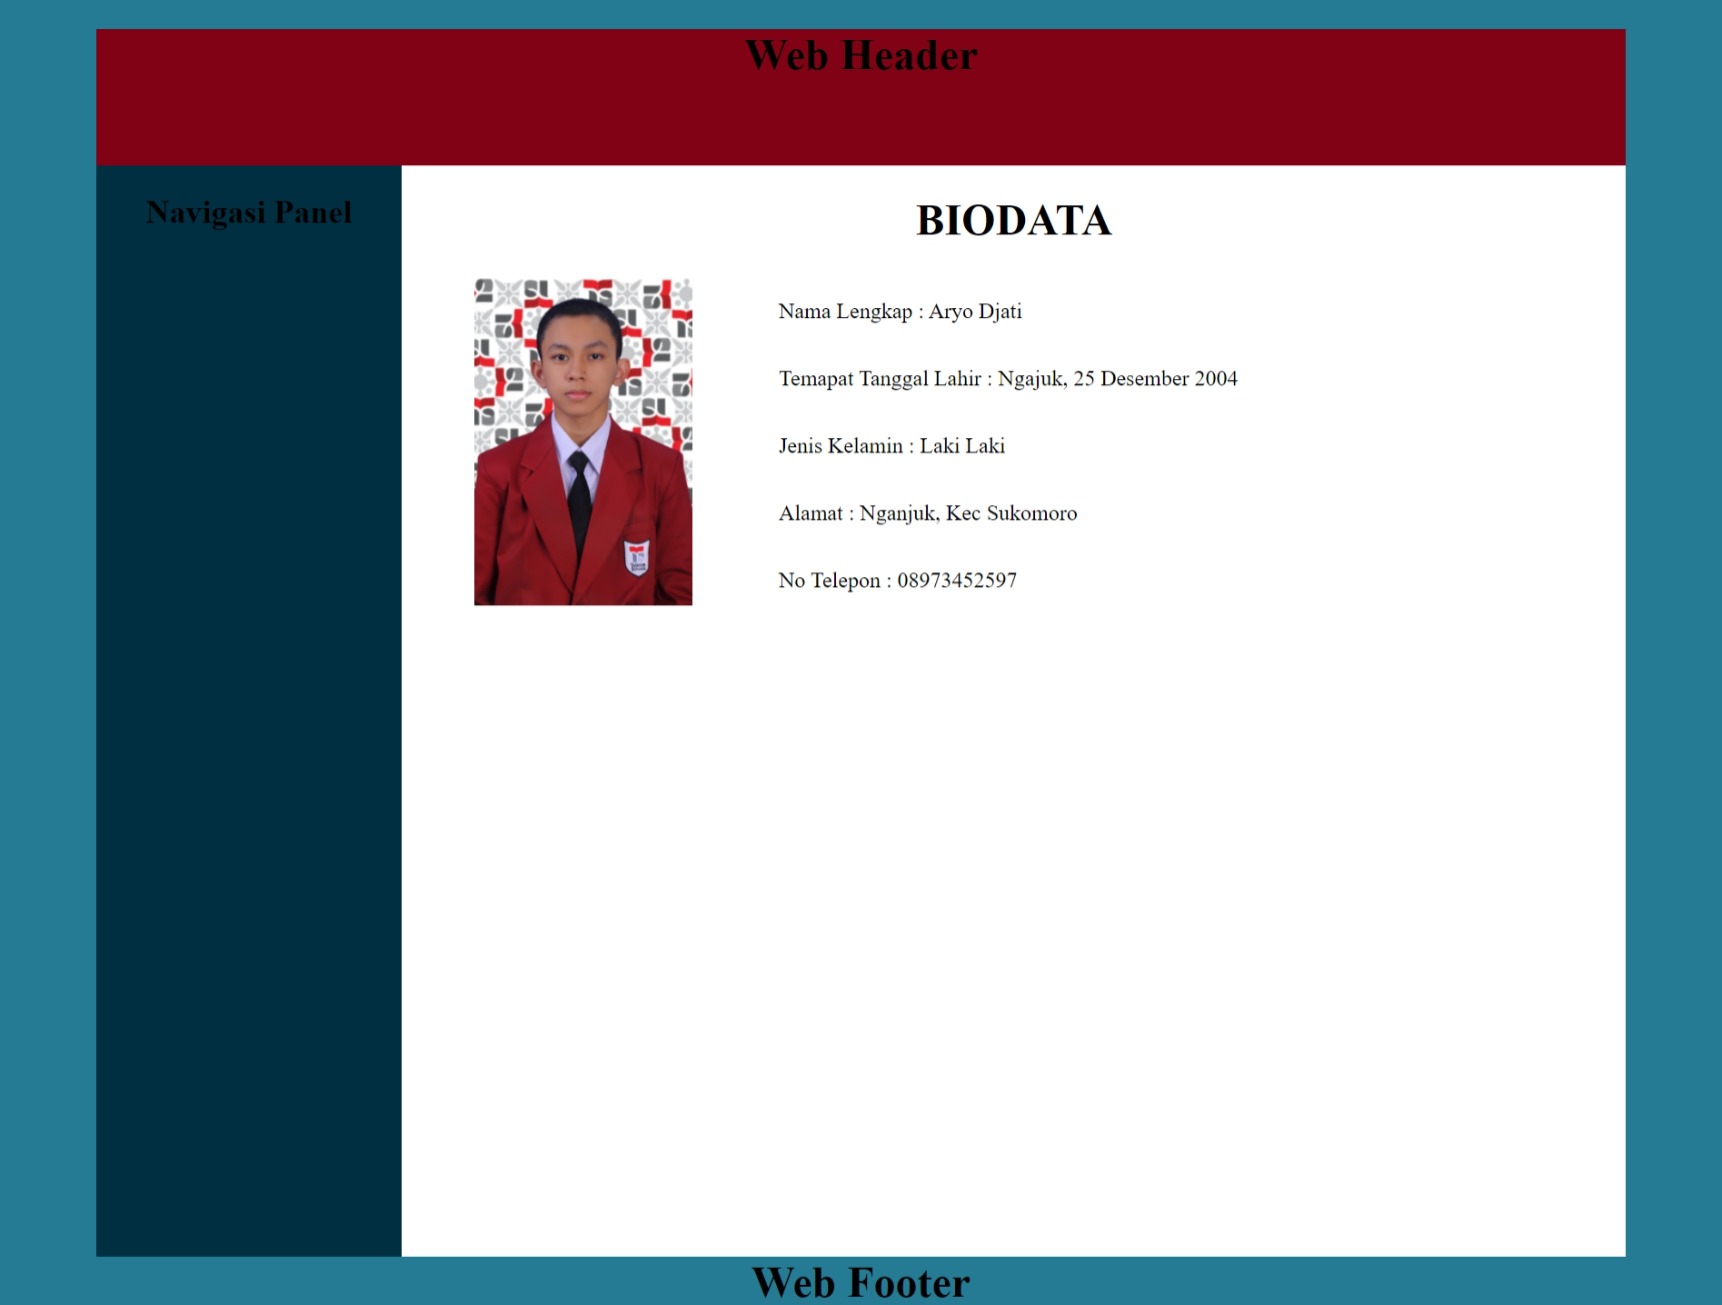 Web Header
Navigasi Panel
BIODATA
Nama Lengkap : Aryo Djati
Temapat Tanggal Lahir : Ngajuk, 25 Desember 2004
Jenis Kelamin : Laki Laki
Alamat : Nganjuk, Kec Sukomoro
No Telepon : 08973452597
Web Footer